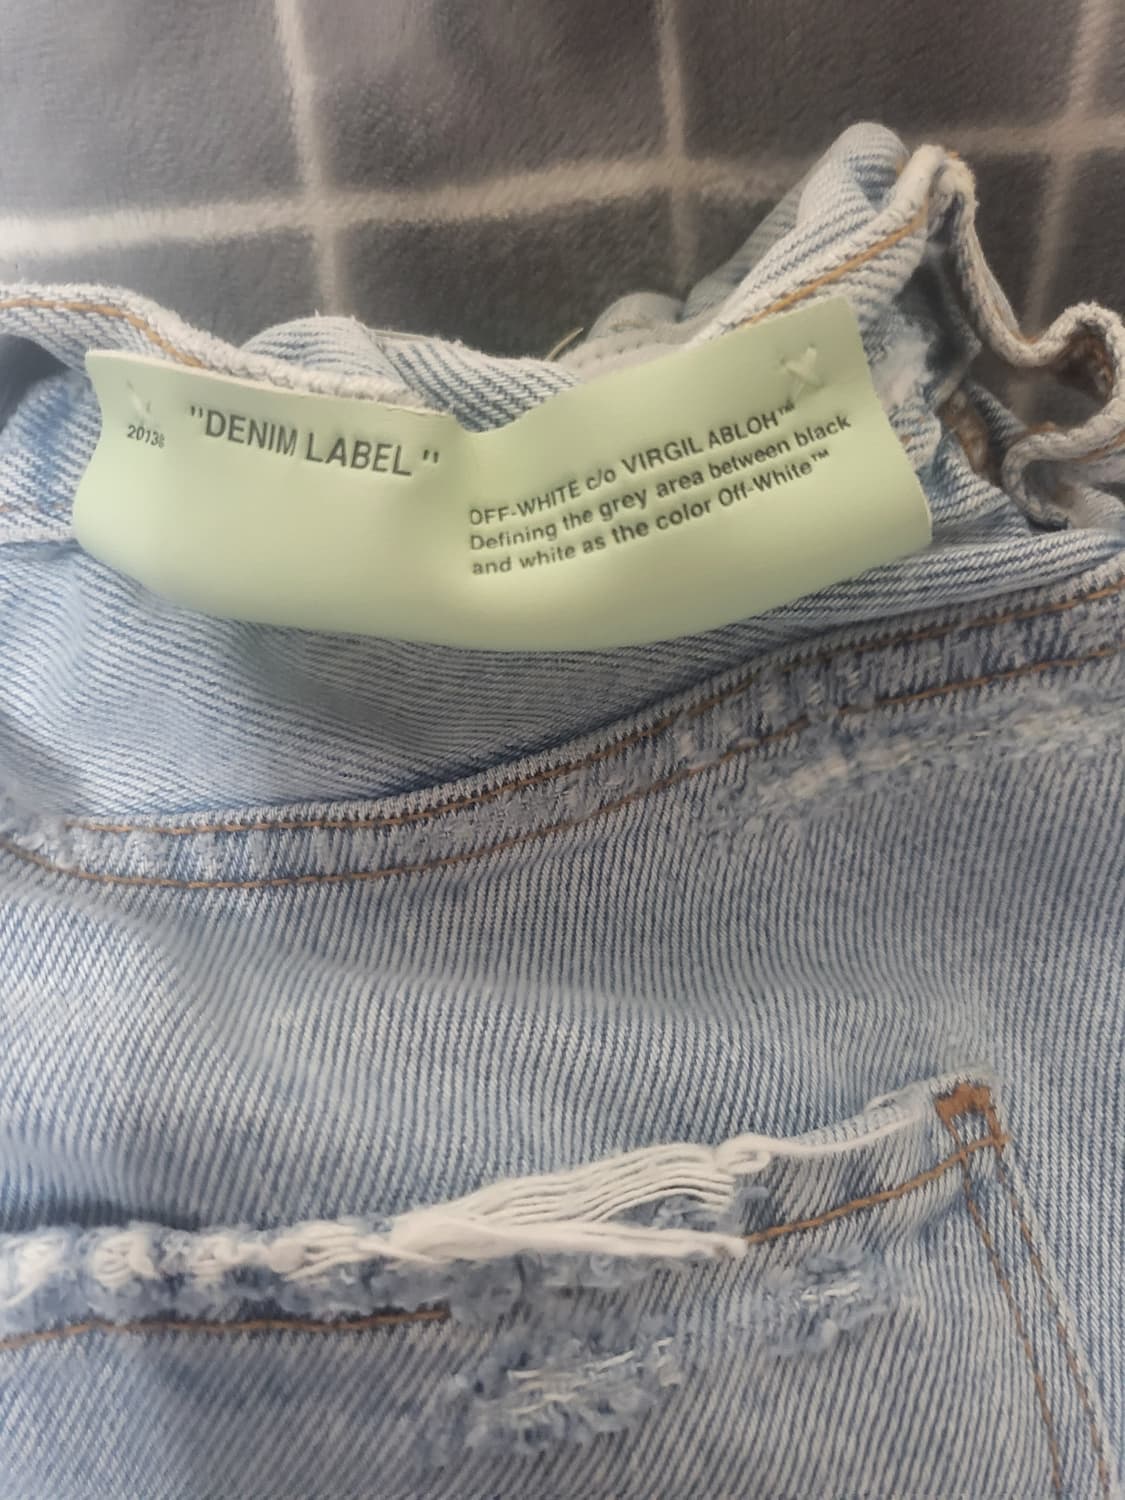 "DENIM LABEL"
OFF-WHITE c/o VIRGIL ABLOH™
Defining the grey area between black
and white as the color Off-White™